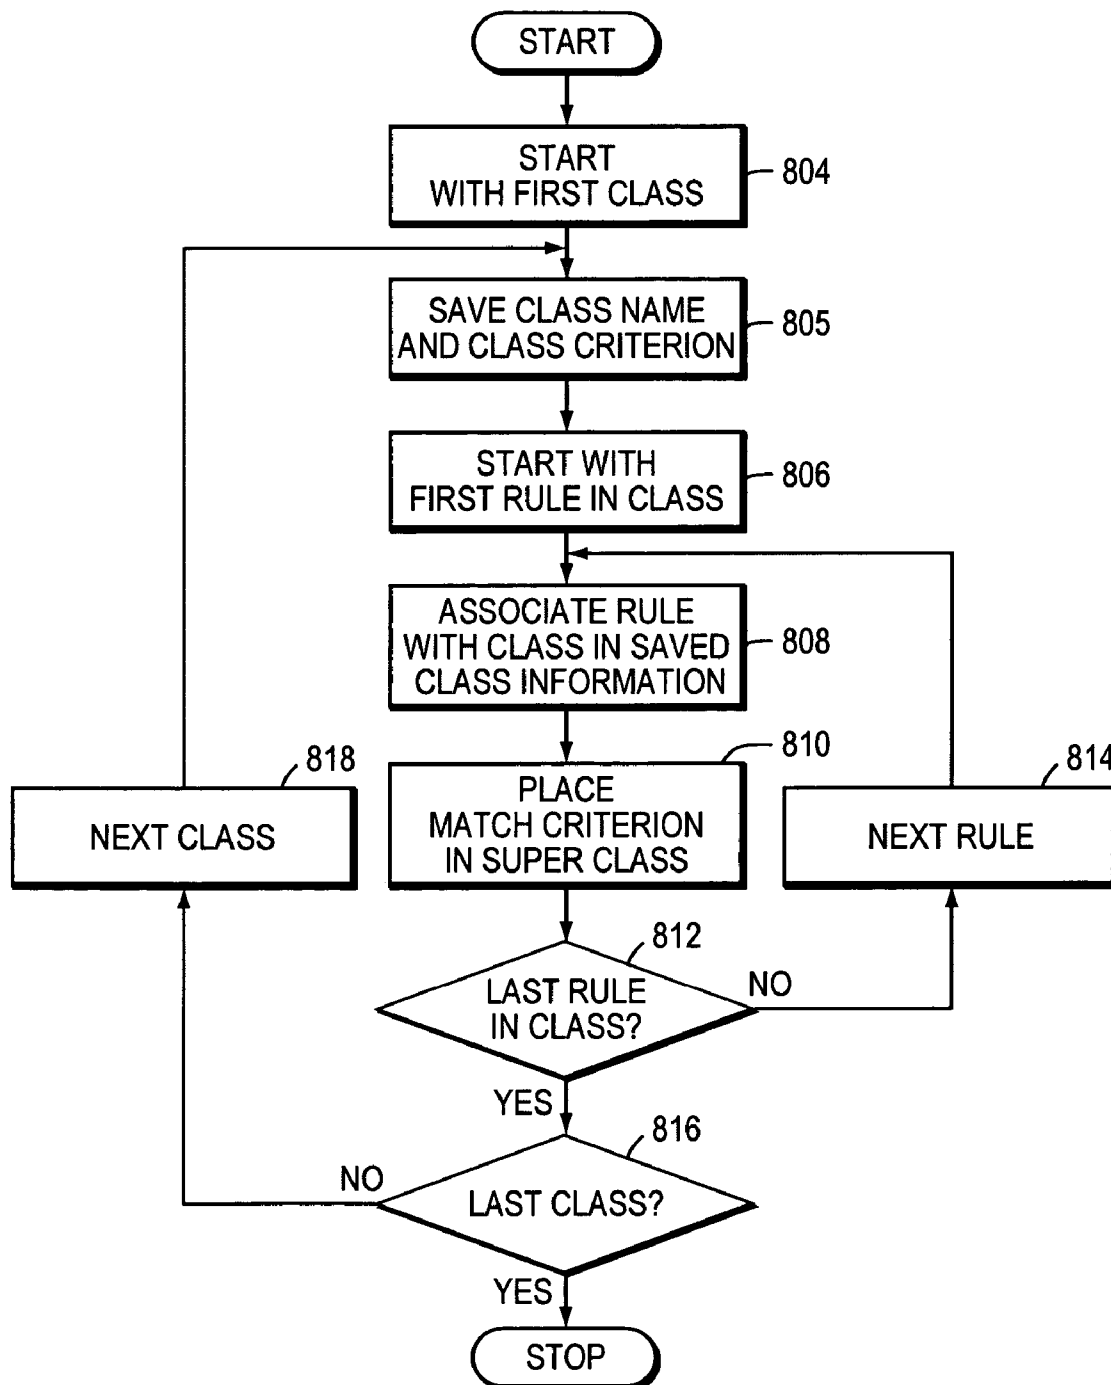 START
START
WITH FIRST CLASS
804
SAVE CLASS NAME
AND CLASS CRITERION
805
START WITH
FIRST RULE IN CLASS
806
ASSOCIATE RULE
WITH CLASS IN SAVED
CLASS INFORMATION
808
810
PLACE
MATCH CRITERION
IN SUPER CLASS
818
NEXT CLASS
814
NEXT RULE
812
LAST RULE
IN CLASS?
NO
YES
816
LAST CLASS?
NO
YES
STOP